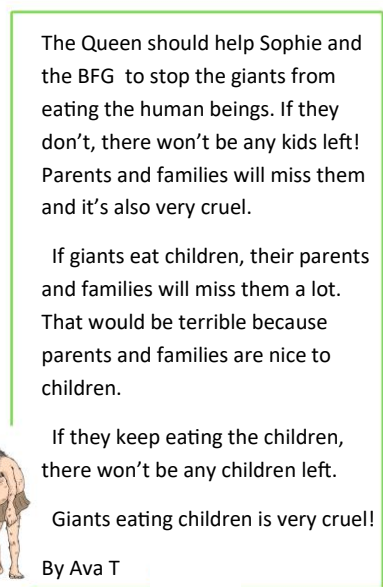 The Queen should help Sophie and
the BFG to stop the giants from
eating the human beings. If they
don't, there won't be any kids left!
Parents and families will miss them
and it's also very cruel.
If giants eat children, their parents
and families will miss them a lot.
That would be terrible because
parents and families are nice to
children.
If they keep eating the children,
there won't be any children left.
Giants eating children is very cruel!
By Ava T